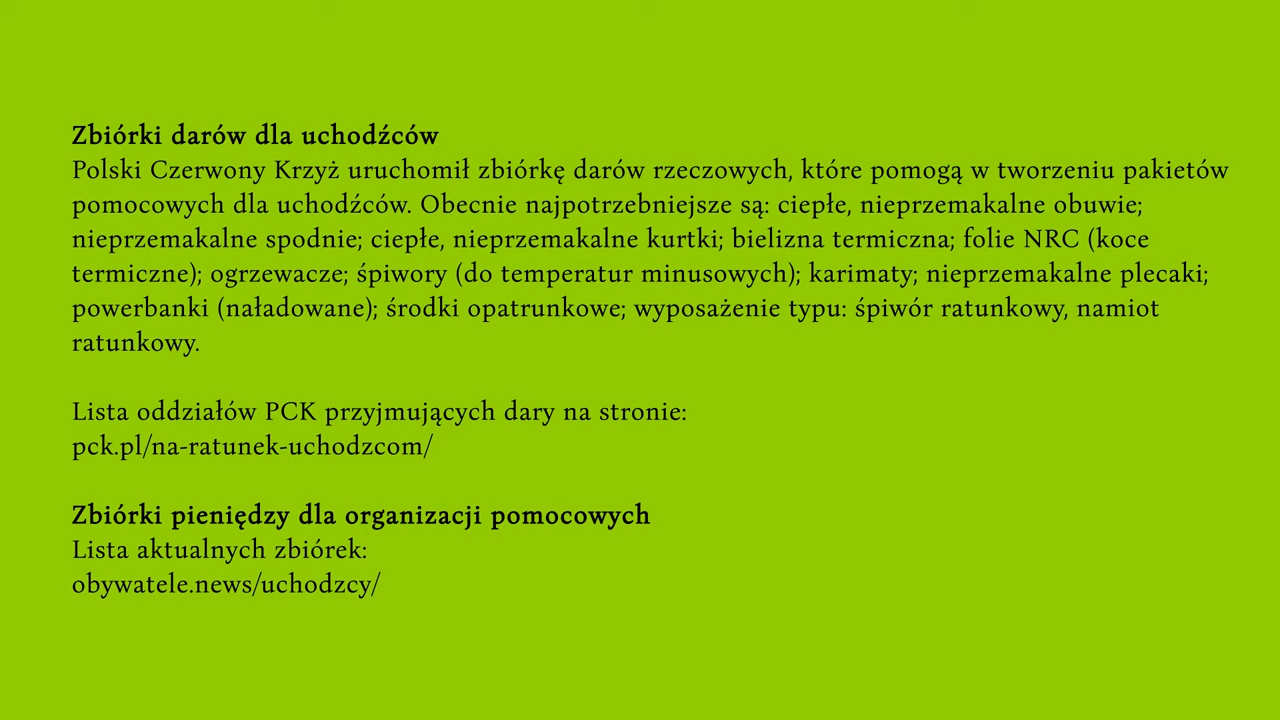 Zbiórki darów dla uchodźców
Polski Czerwony Krzyż uruchomił zbiórkę darów rzeczowych, które pomogą w tworzeniu pakietów
pomocowych dla uchodźców. Obecnie najpotrzebniejsze są: ciepłe, nieprzemakalne obuwie;
nieprzemakalne spodnie; ciepłe, nieprzemakalne kurtki; bielizna termiczna; folie NRC (koce
termiczne); ogrzewacze; śpiwory (do temperatur minusowych); karimaty; nieprzemakalne plecaki;
powerbanki (naładowane); środki opatrunkowe; wyposażenie typu: śpiwór ratunkowy, namiot
ratunkowy.
Lista oddziałów PCK przyjmujących dary na stronie:
pck.pl/na-ratunek-uchodzcom/
Zbiórki pieniędzy dla organizacji pomocowych
Lista aktualnych zbiórek:
obywatele.news/uchodzcy/